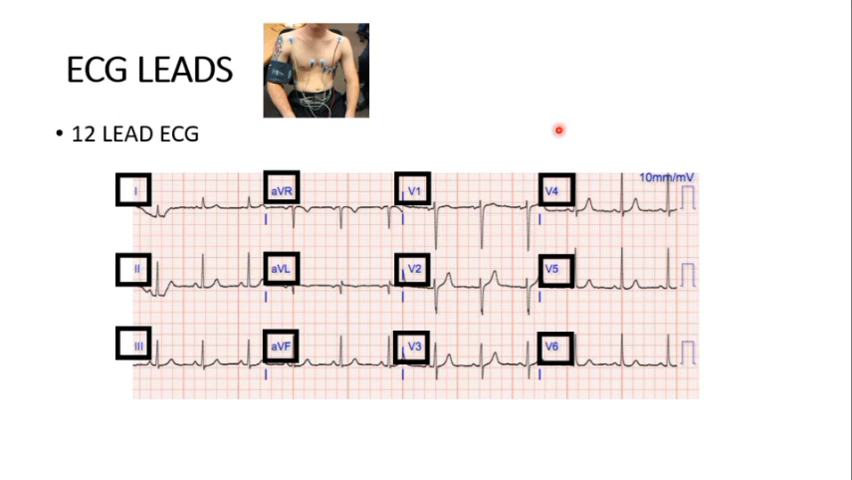 ECG LEADS
• 12 LEAD ECG
10mm/mV
I aVR V1 V4
II aVL V2 V5
III aVF V3 V6